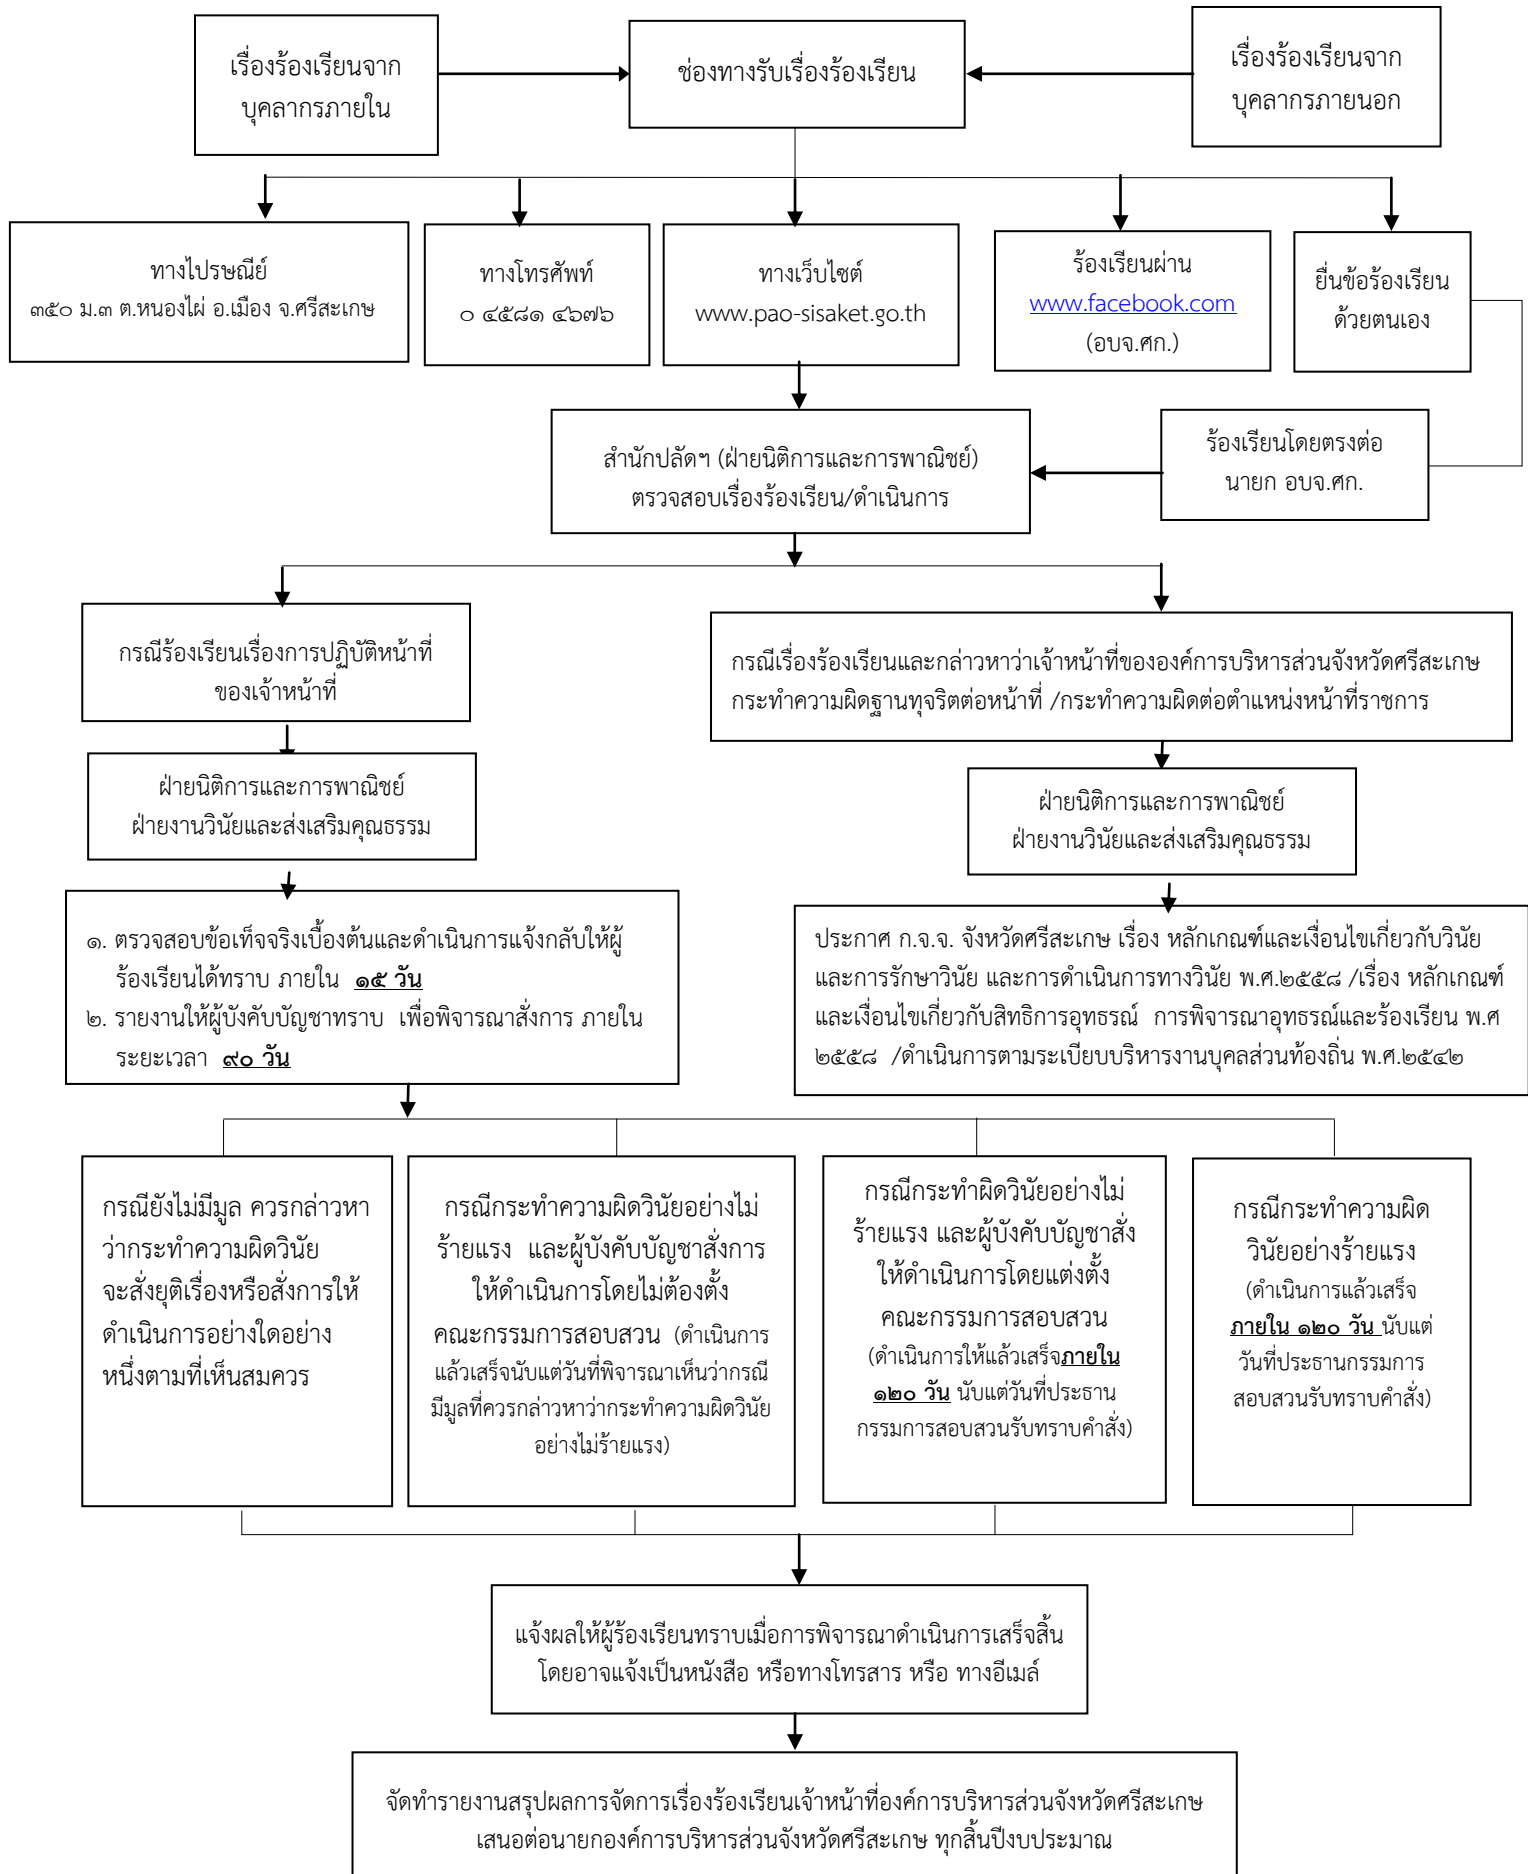 เรื่องร้องเรียนจาก
บุคลากรภายใน
ช่องทางรับเรื่องร้องเรียน
เรื่องร้องเรียนจาก
บุคลากรภายนอก
ทางไปรษณีย์
๓๕๐ ม.๓ ต.หนองไผ่ อ.เมือง จ.ศรีสะเกษ
ทางโทรศัพท์
๐ ๔๕๘๑ ๔๖๗๖
ทางเว็บไซต์
www.pao-sisaket.go.th
ร้องเรียนผ่าน
www.facebook.com
(อบจ.ศก.)
ยื่นข้อร้องเรียน
ด้วยตนเอง
สำนักปลัดฯ (ฝ่ายนิติการและการพาณิชย์)
ตรวจสอบเรื่องร้องเรียน/ดำเนินการ
ร้องเรียนโดยตรงต่อ
นายก อบจ.ศก.
กรณีร้องเรียนเรื่องการปฏิบัติหน้าที่
ของเจ้าหน้าที่
กรณีเรื่องร้องเรียนและกล่าวหาว่าเจ้าหน้าที่ขององค์การบริหารส่วนจังหวัดศรีสะเกษ
กระทำความผิดฐานทุจริตต่อหน้าที่ /กระทำความผิดต่อตำแหน่งหน้าที่ราชการ
ฝ่ายนิติการและการพาณิชย์
ฝ่ายงานวินัยและส่งเสริมคุณธรรม
ฝ่ายนิติการและการพาณิชย์
ฝ่ายงานวินัยและส่งเสริมคุณธรรม
๑. ตรวจสอบข้อเท็จจริงเบื้องต้นและดำเนินการแจ้งกลับให้ผู้
ร้องเรียนได้ทราบ ภายใน ๑๕ วัน
๒. รายงานให้ผู้บังคับบัญชาทราบ เพื่อพิจารณาสั่งการ ภายใน
ระยะเวลา ๙๐ วัน
ประกาศ ก.จ.จ. จังหวัดศรีสะเกษ เรื่อง หลักเกณฑ์และเงื่อนไขเกี่ยวกับวินัย
และการรักษาวินัย และการดำเนินการทางวินัย พ.ศ.๒๕๕๘ /เรื่อง หลักเกณฑ์
และเงื่อนไขเกี่ยวกับสิทธิการอุทธรณ์ การพิจารณาอุทธรณ์และร้องเรียน พ.ศ
๒๕๕๘ /ดำเนินการตามระเบียบบริหารงานบุคลส่วนท้องถิ่น พ.ศ.๒๕๔๒
กรณียังไม่มีมูล ควรกล่าวหา
ว่ากระทำความผิดวินัย
จะสั่งยุติเรื่องหรือสั่งการให้
ดำเนินการอย่างใดอย่าง
หนึ่งตามที่เห็นสมควร
กรณีกระทำความผิดวินัยอย่างไม่
ร้ายแรง และผู้บังคับบัญชาสั่งการ
ให้ดำเนินการโดยไม่ต้องตั้ง
คณะกรรมการสอบสวน (ดำเนินการ
แล้วเสร็จนับแต่วันที่พิจารณาเห็นว่ากรณี
มีมูลที่ควรกล่าวหาว่ากระทำความผิดวินัย
อย่างไม่ร้ายแรง)
กรณีกระทำผิดวินัยอย่างไม่
ร้ายแรง และผู้บังคับบัญชาสั่ง
ให้ดำเนินการโดยแต่งตั้ง
คณะกรรมการสอบสวน
(ดำเนินการให้แล้วเสร็จภายใน
๑๒๐ วัน นับแต่วันที่ประธาน
กรรมการสอบสวนรับทราบคำสั่ง)
กรณีกระทำความผิด
วินัยอย่างร้ายแรง
(ดำเนินการแล้วเสร็จ
ภายใน ๑๒๐ วัน นับแต่
วันที่ประธานกรรมการ
สอบสวนรับทราบคำสั่ง)
แจ้งผลให้ผู้ร้องเรียนทราบเมื่อการพิจารณาดำเนินการเสร็จสิ้น
โดยอาจแจ้งเป็นหนังสือ หรือทางโทรสาร หรือ ทางอีเมล์
จัดทำรายงานสรุปผลการจัดการเรื่องร้องเรียนเจ้าหน้าที่องค์การบริหารส่วนจังหวัดศรีสะเกษ
เสนอต่อนายกองค์การบริหารส่วนจังหวัดศรีสะเกษ ทุกสิ้นปีงบประมาณ